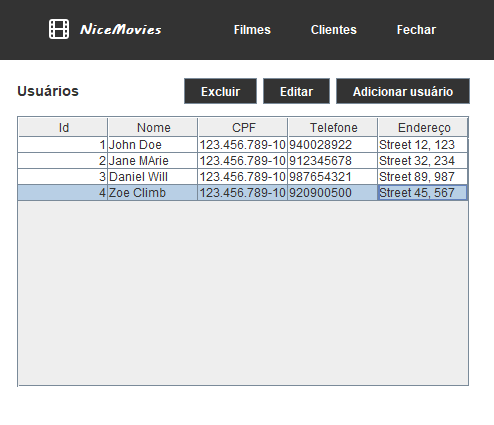 NiceMovies Filmes Clientes Fechar
Usuários Excluir Editar Adicionar usuário
Id Nome CPF Telefone Endereço
1 John Doe 123.456.789-10 940028922 Street 12, 123
2 Jane MArie 123.456.789-10 912345678 Street 32, 234
3 Daniel Will 123.456.789-10 987654321 Street 89, 987
4 Zoe Climb 123.456.789-10 920900500 Street 45, 567